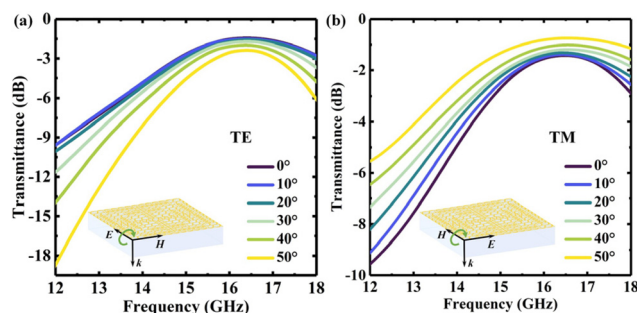 (a)
Transmittance (dB)
0
-3
-6
-9
-12
-15
-18
TE
0°
10°
20°
30°
40°
50°
E
H
k
12 13 14 15 16 17 18
Frequency (GHz)
(b)
Transmittance (dB)
0
-2
-4
-6
-8
-10
TM
0°
10°
20°
30°
40°
50°
H
E
k
12 13 14 15 16 17 18
Frequency (GHz)